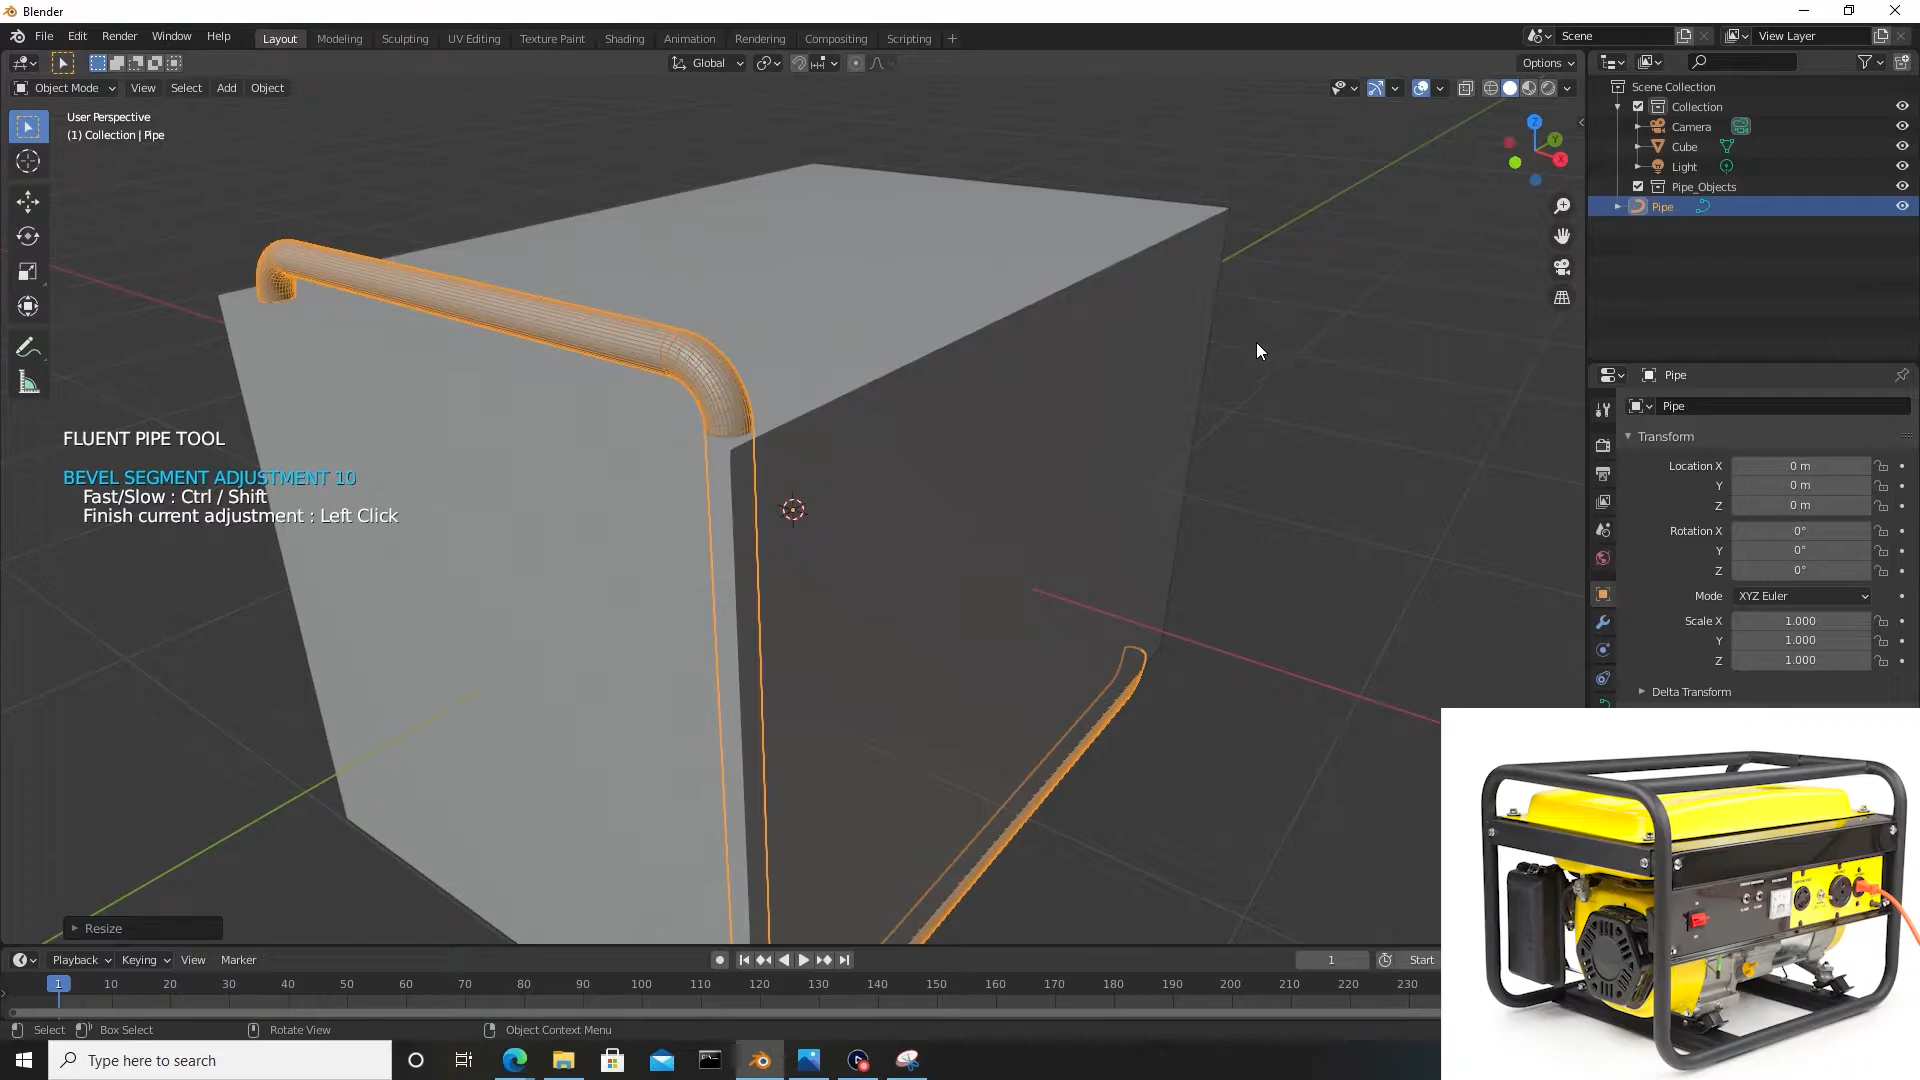 Blender
File Edit Render Window Help
Layout Modeling Sculpting UV Editing Texture Paint Shading Animation Rendering Compositing Scripting
Scene
View Layer
Global
Options
Object Mode View Select Add Object
User Perspective
(1) Collection | Pipe
Z
Y
X
Scene Collection
Collection
Camera
Cube
Light
Pipe_Objects
Pipe
FLUENT PIPE TOOL
BEVEL SEGMENT ADJUSTMENT 10
Fast/Slow : Ctrl / Shift
Finish current adjustment : Left Click
Pipe
Pipe
Transform
Location X 0 m
Y 0 m
Z 0 m
Rotation X 0°
Y 0°
Z 0°
Mode XYZ Euler
Scale X 1.000
Y 1.000
Z 1.000
Delta Transform
Resize
Playback Keying View Marker
1
Start
1 10 20 30 40 50 60 70 80 90 100 110 120 130 140 150 160 170 180 190 200 210 220 230
Select Box Select Rotate View Object Context Menu
Type here to search